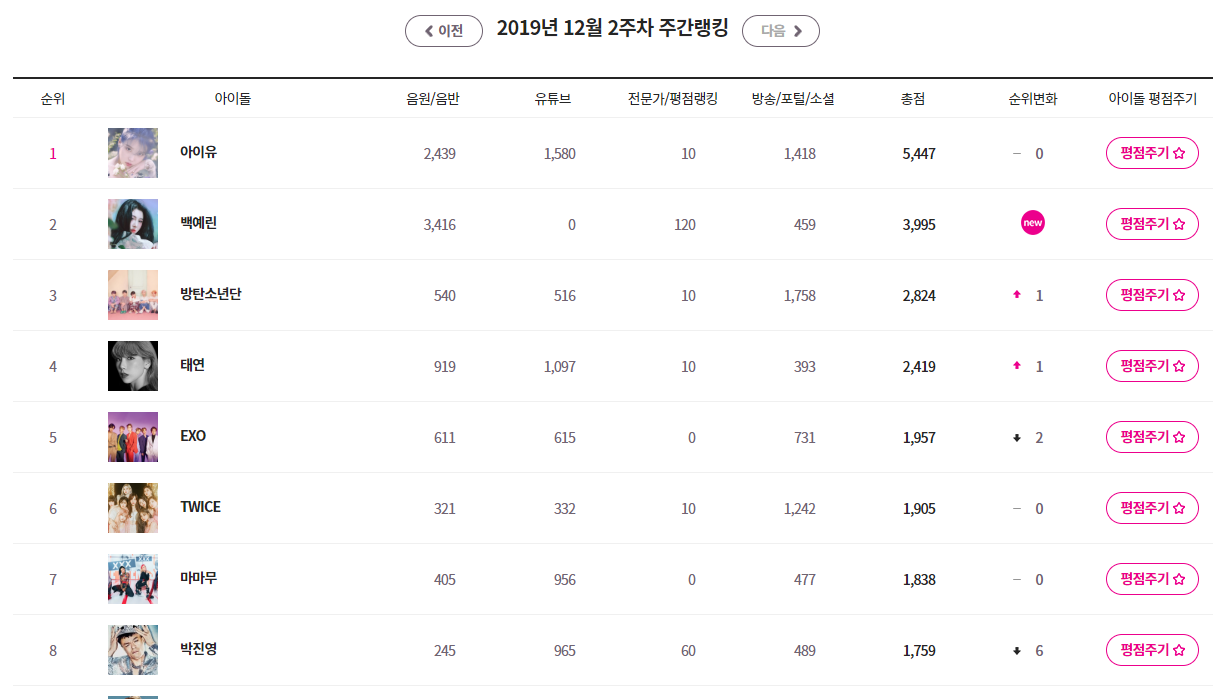 이전 2019년 12월 2주차 주간랭킹 다음
순위 아이돌 음원/음반 유튜브 전문가/평점랭킹 방송/포털/소셜 총점 순위변화 아이돌 평점주기
1 아이유 2,439 1,580 10 1,418 5,447 – 0 평점주기
2 백예린 3,416 0 120 459 3,995 new 평점주기
3 방탄소년단 540 516 10 1,758 2,824 1 평점주기
4 태연 919 1,097 10 393 2,419 1 평점주기
5 EXO 611 615 0 731 1,957 2 평점주기
6 TWICE 321 332 10 1,242 1,905 – 0 평점주기
7 마마무 405 956 0 477 1,838 – 0 평점주기
8 박진영 245 965 60 489 1,759 6 평점주기